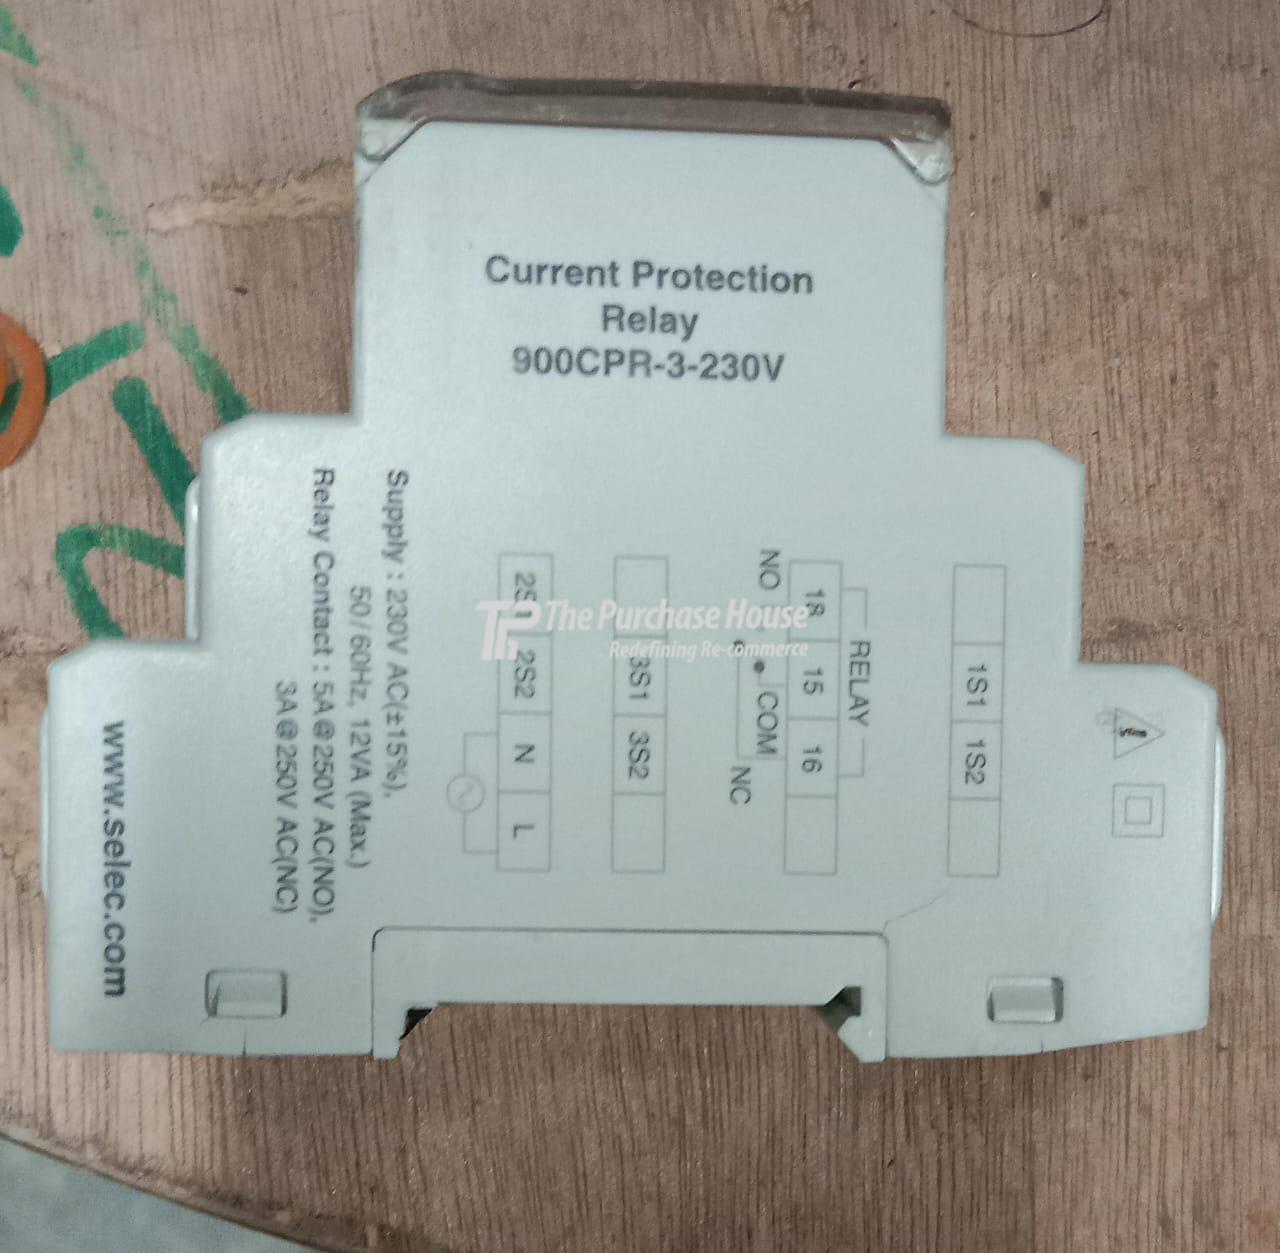 Current Protection
Relay
900CPR-3-230V
1S1 1S2
RELAY
18 15 16
NO COM NC
3S1 3S2
2S1 2S2 N L
Supply : 230V AC(±15%),
50 / 60Hz, 12VA (Max.)
Relay Contact : 5A@250V AC(NO),
3A@250V AC(NC)
www.selec.com
TPH The Purchase House
Redefining Re-commerce